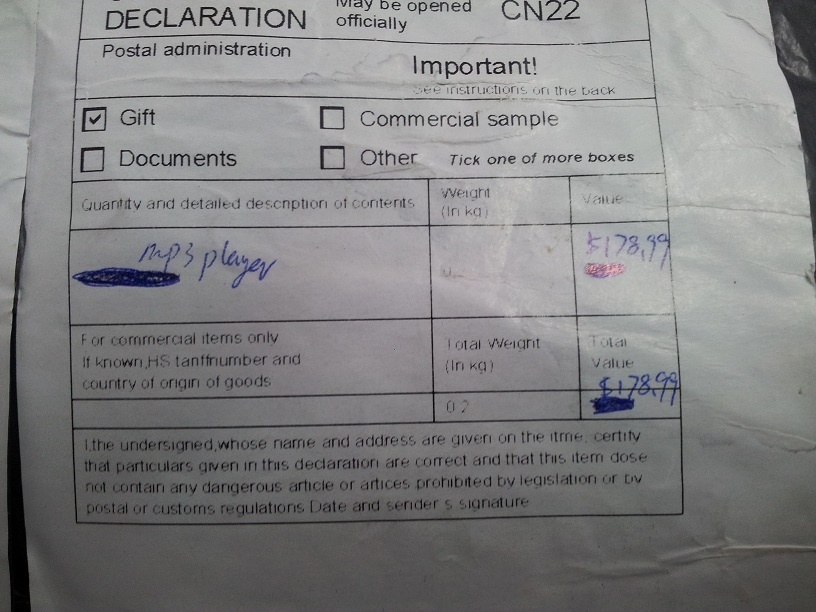 DECLARATION
May be opened
officially
CN22
Postal administration
Important!
See instructions on the back
Gift
Commercial sample
Documents
Other
Tick one of more boxes
Quantity and detailed description of contents
Weight
(In kg)
Value
mp3 player
$178,99
For commercial items only
If known,HS tariffnumber and
country of origin of goods
Total Weight
(In kg)
Total
Value
$178.99
0 2
I,the undersigned,whose name and address are given on the itme, certify
that particulars given in this declaration are correct and that this item dose
not contain any dangerous article or artices prohibited by legislation or by
postal or customs regulations Date and sender s signature